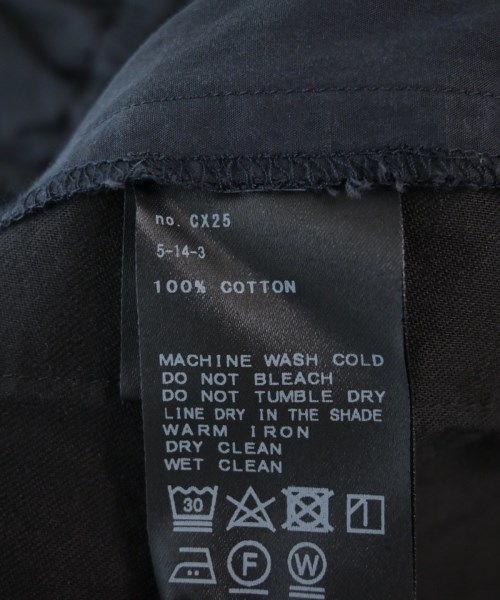 no. CX25
5-14-3
100% COTTON
MACHINE WASH COLD
DO NOT BLEACH
DO NOT TUMBLE DRY
LINE DRY IN THE SHADE
WARM IRON
DRY CLEAN
WET CLEAN
30
F W